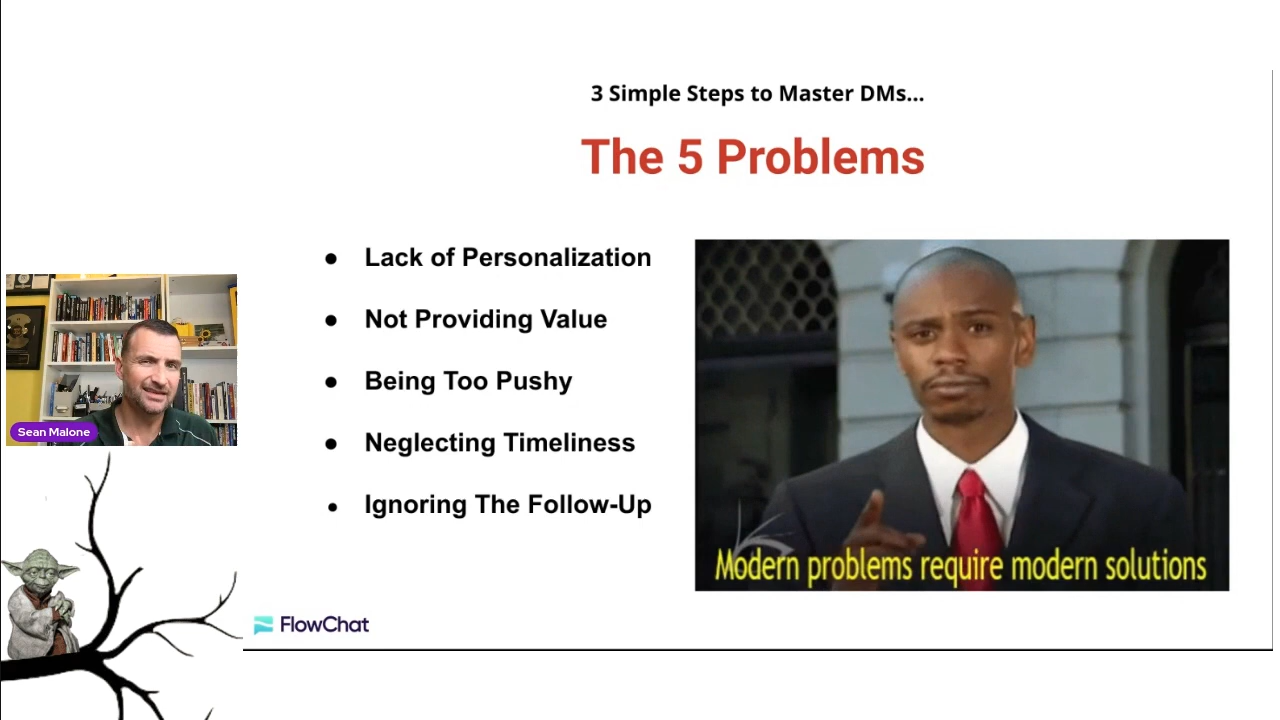 3 Simple Steps to Master DMs...
The 5 Problems
● Lack of Personalization
● Not Providing Value
● Being Too Pushy
● Neglecting Timeliness
● Ignoring The Follow-Up
Modern problems require modern solutions
Sean Malone
FlowChat